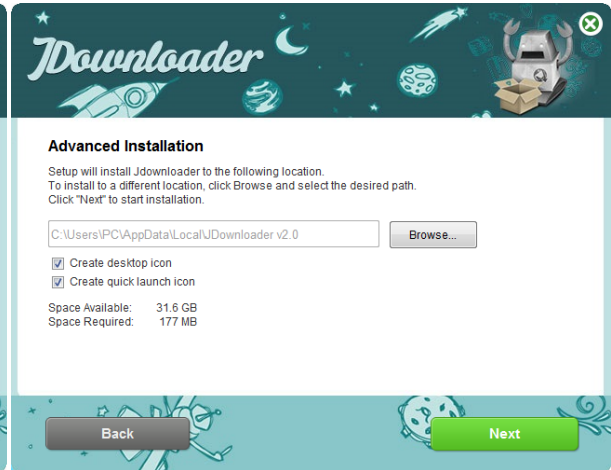 JDownloader
Advanced Installation
Setup will install Jdownloader to the following location.
To install to a different location, click Browse and select the desired path.
Click "Next" to start installation.
C:\Users\PC\AppData\Local\JDownloader v2.0
Browse...
Create desktop icon
Create quick launch icon
Space Available: 31.6 GB
Space Required: 177 MB
Back
Next